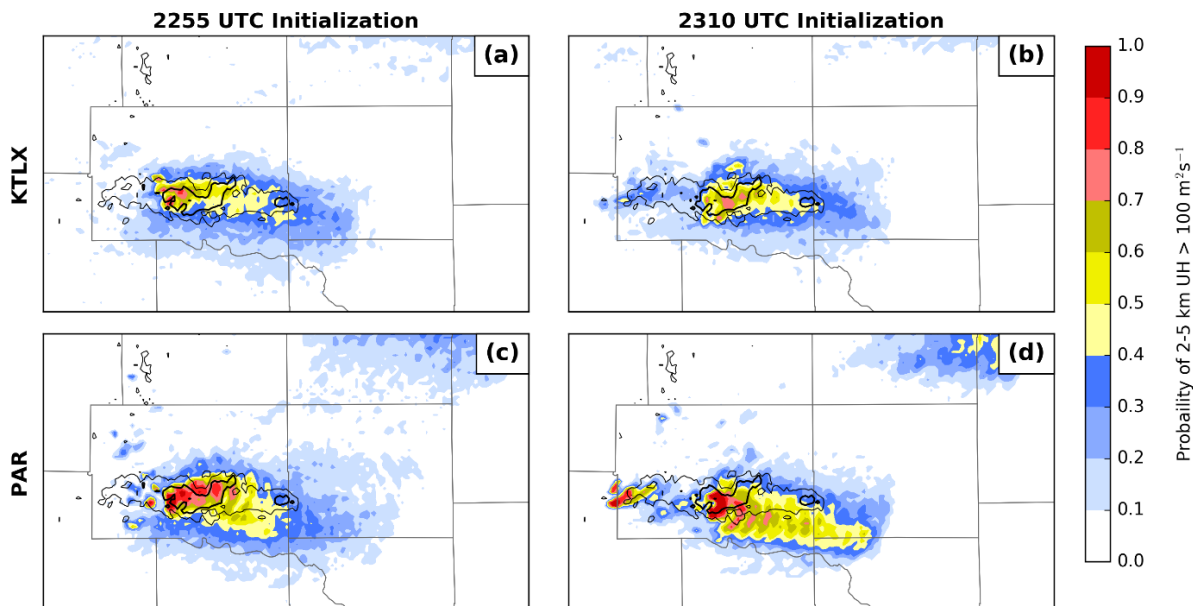 2255 UTC Initialization
2310 UTC Initialization
KTLX
(a)
(b)
PAR
(c)
(d)
1.0
0.9
0.8
0.7
0.6
0.5
0.4
0.3
0.2
0.1
0.0
Probaility of 2-5 km UH > 100 m²s⁻¹